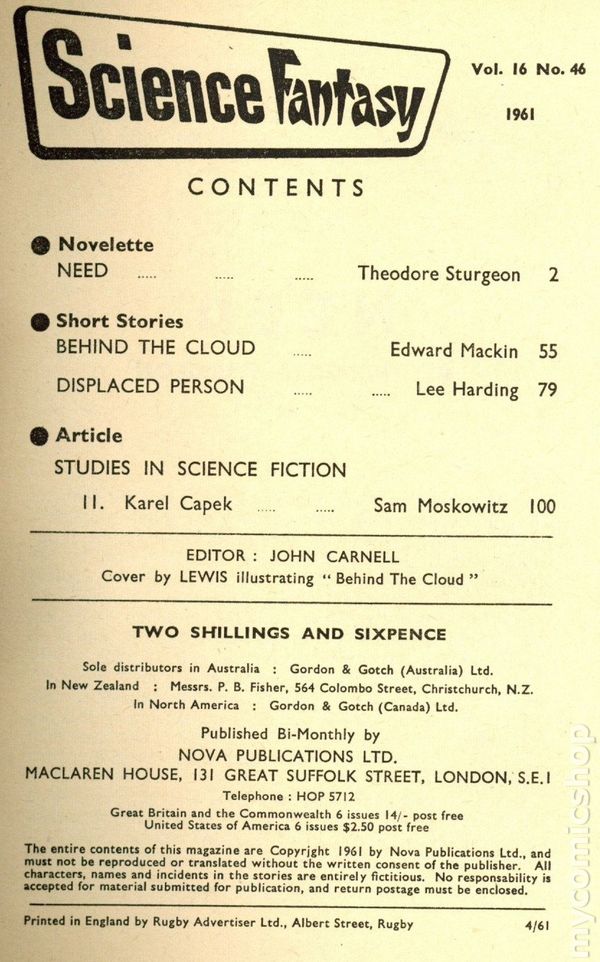 Science Fantasy
Vol. 16 No. 46
1961
CONTENTS
● Novelette
NEED ..... ..... ..... Theodore Sturgeon 2
● Short Stories
BEHIND THE CLOUD ..... Edward Mackin 55
DISPLACED PERSON ..... ..... Lee Harding 79
● Article
STUDIES IN SCIENCE FICTION
11. Karel Capek ..... ..... Sam Moskowitz 100
EDITOR : JOHN CARNELL
Cover by LEWIS illustrating “ Behind The Cloud ”
TWO SHILLINGS AND SIXPENCE
Sole distributors in Australia : Gordon & Gotch (Australia) Ltd.
In New Zealand : Messrs. P. B. Fisher, 564 Colombo Street, Christchurch, N.Z.
In North America : Gordon & Gotch (Canada) Ltd.
Published Bi-Monthly by
NOVA PUBLICATIONS LTD.
MACLAREN HOUSE, 131 GREAT SUFFOLK STREET, LONDON, S.E.1
Telephone : HOP 5712
Great Britain and the Commonwealth 6 issues 14/- post free
United States of America 6 issues $2.50 post free
The entire contents of this magazine are Copyrjght 1961 by Nova Publications Ltd., and
must not be reproduced or translated without the written consent of the publisher. All
characters, names and incidents in the stories are entirely fictitious. No responsability is
accepted for material submitted for publication, and return postage must be enclosed.
Printed in England by Rugby Advertiser Ltd., Albert Street, Rugby 4/61
mycomicshop